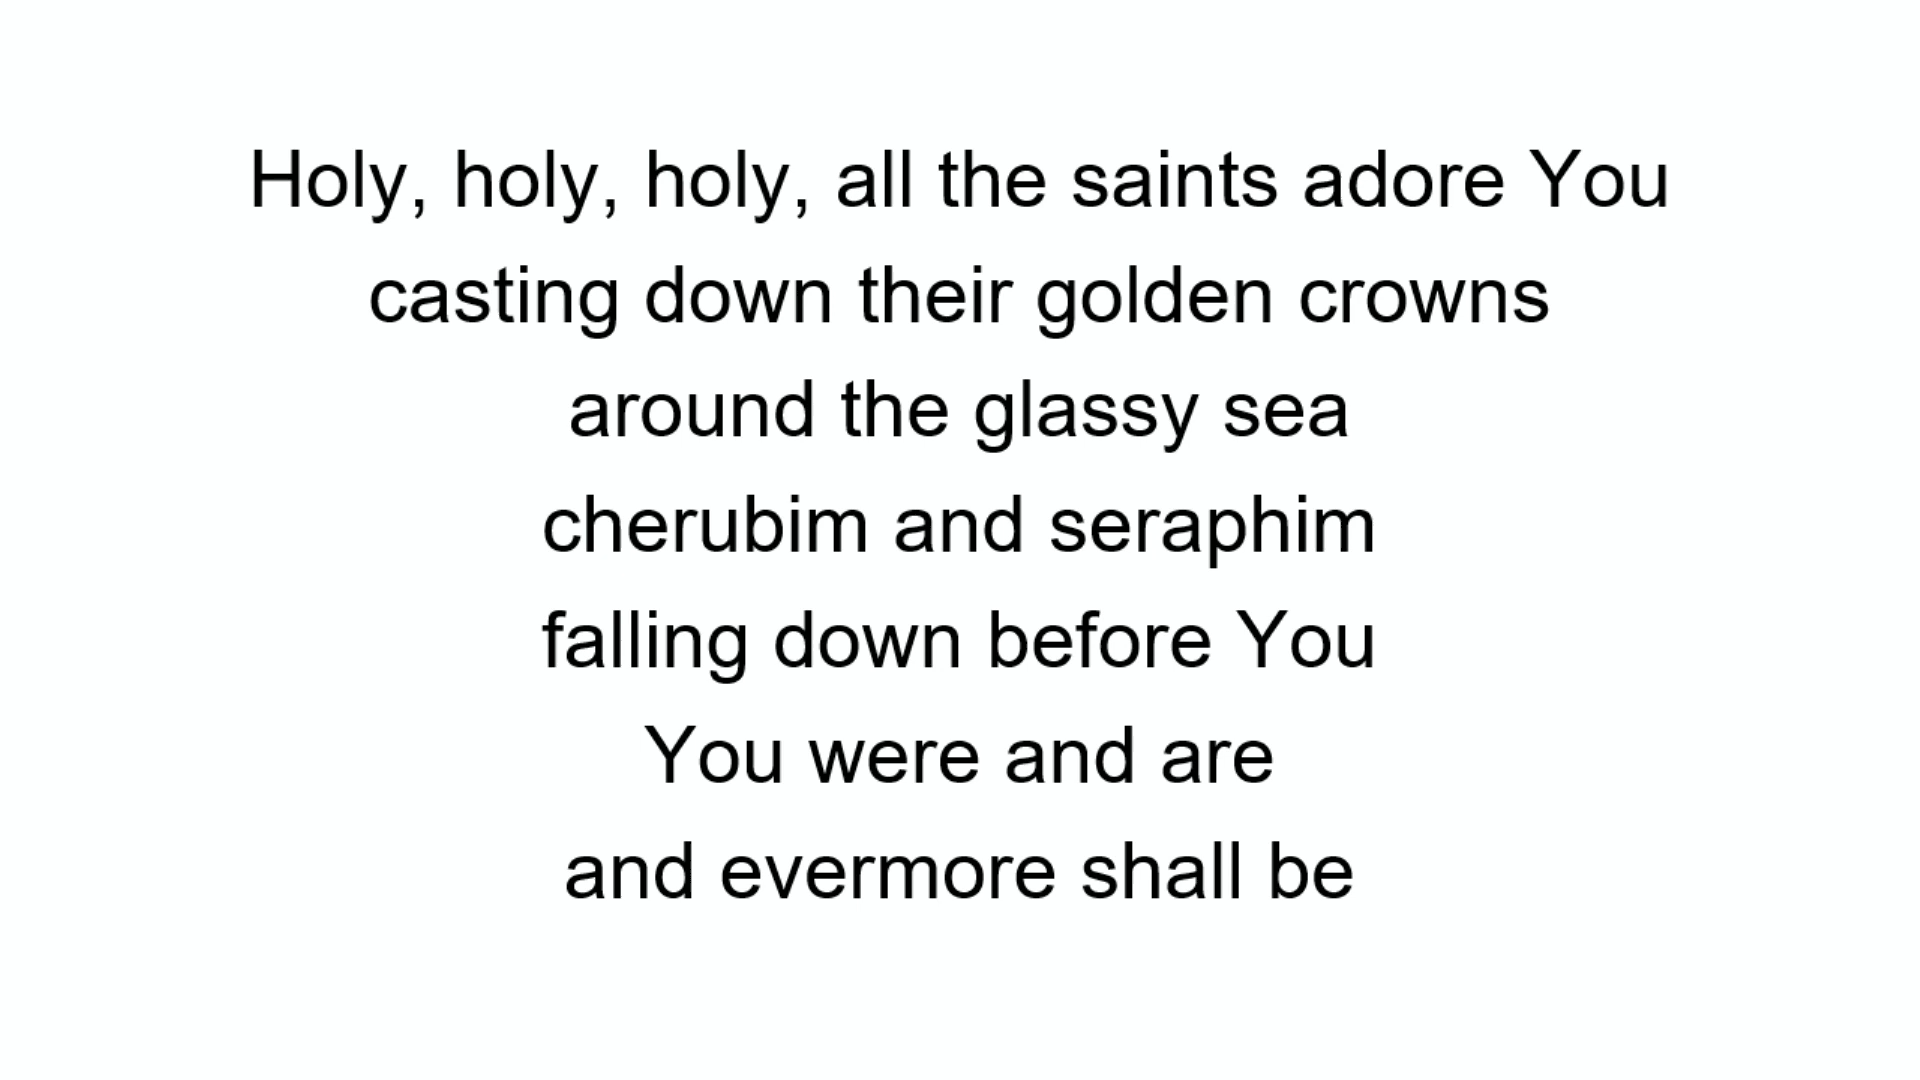 Holy, holy, holy, all the saints adore You
casting down their golden crowns
around the glassy sea
cherubim and seraphim
falling down before You
You were and are
and evermore shall be